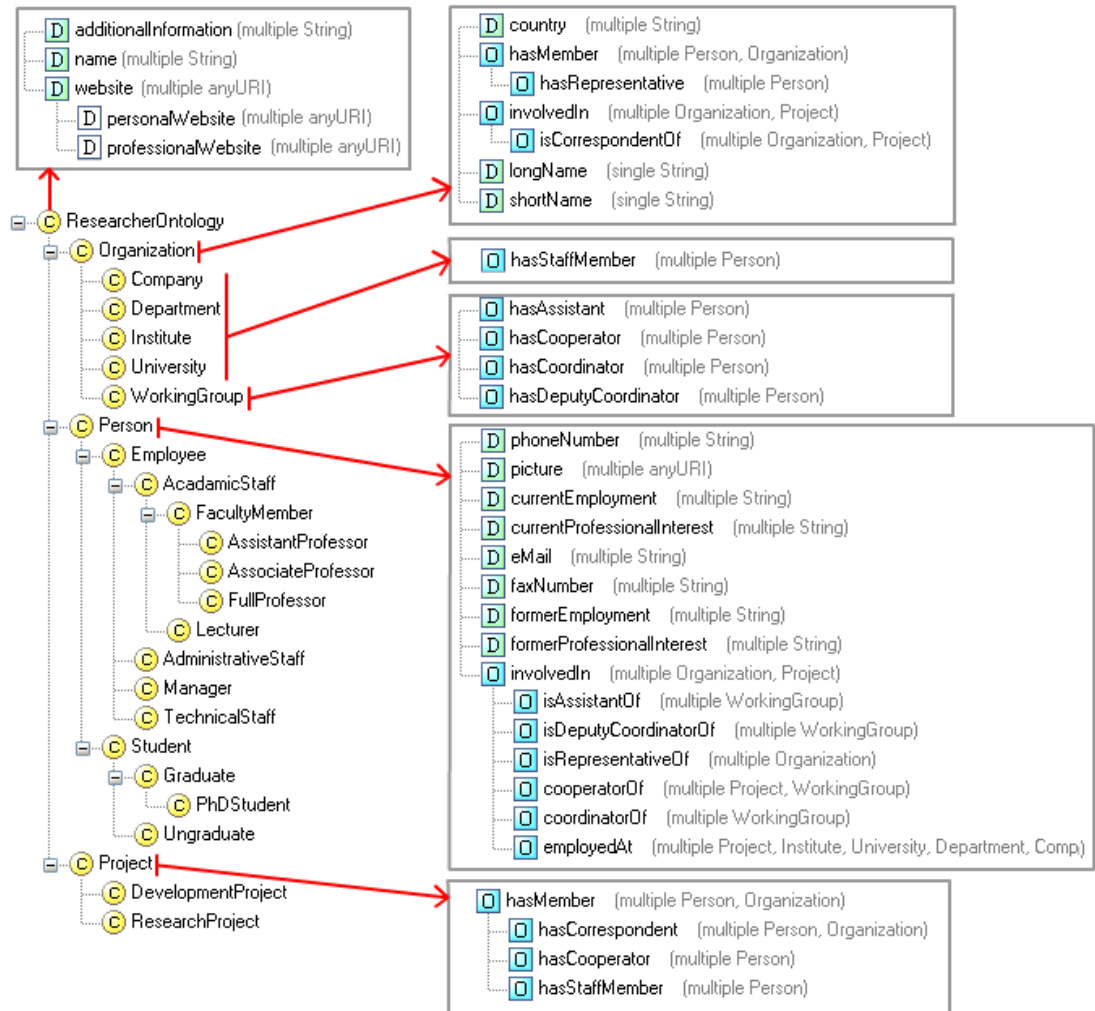 D additionalInformation (multiple String)
D name (multiple String)
D website (multiple anyURI)
D personalWebsite (multiple anyURI)
D professionalWebsite (multiple anyURI)
C ResearcherOntology
C Organization
C Company
C Department
C Institute
C University
C WorkingGroup
C Person
C Employee
C AcadamicStaff
C FacultyMember
C AssistantProfessor
C AssociateProfessor
C FullProfessor
C Lecturer
C AdministrativeStaff
C Manager
C TechnicalStaff
C Student
C Graduate
C PhDStudent
C Ungraduate
C Project
C DevelopmentProject
C ResearchProject
D country (multiple String)
O hasMember (multiple Person, Organization)
O hasRepresentative (multiple Person)
O involvedIn (multiple Organization, Project)
O isCorrespondentOf (multiple Organization, Project)
D longName (single String)
D shortName (single String)
O hasStaffMember (multiple Person)
O hasAssistant (multiple Person)
O hasCooperator (multiple Person)
O hasCoordinator (multiple Person)
O hasDeputyCoordinator (multiple Person)
D phoneNumber (multiple String)
D picture (multiple anyURI)
D currentEmployment (multiple String)
D currentProfessionalInterest (multiple String)
D eMail (multiple String)
D faxNumber (multiple String)
D formerEmployment (multiple String)
D formerProfessionalInterest (multiple String)
O involvedIn (multiple Organization, Project)
O isAssistantOf (multiple WorkingGroup)
O isDeputyCoordinatorOf (multiple WorkingGroup)
O isRepresentativeOf (multiple Organization)
O cooperatorOf (multiple Project, WorkingGroup)
O coordinatorOf (multiple WorkingGroup)
O employedAt (multiple Project, Institute, University, Department, Comp)
O hasMember (multiple Person, Organization)
O hasCorrespondent (multiple Person, Organization)
O hasCooperator (multiple Person)
O hasStaffMember (multiple Person)